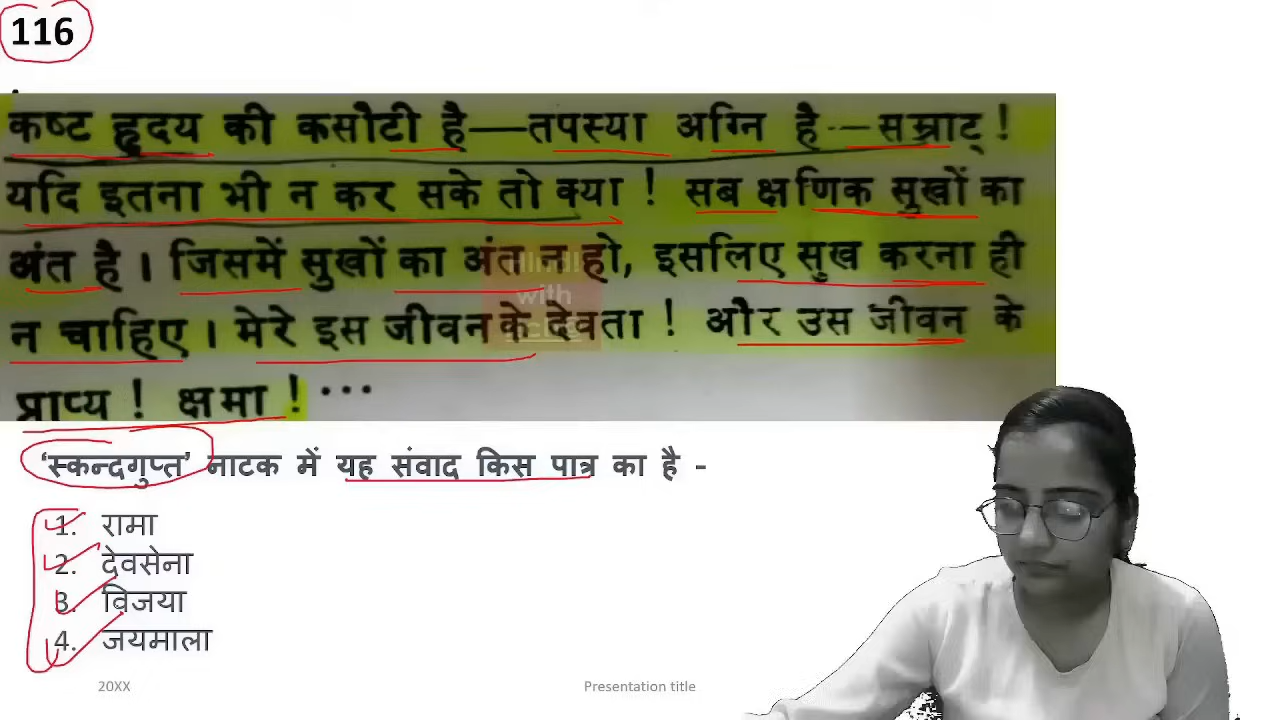 116
कष्ट हृदय की कसौटी है—तपस्या अग्नि है—सम्राट् !
यदि इतना भी न कर सके तो क्या ! सब क्षणिक सुखों का
अंत है । जिसमें सुखों का अंत न हो, इसलिए सुख करना ही
न चाहिए । मेरे इस जीवन के देवता ! और उस जीवन के
प्राप्य ! क्षमा ! ···
'स्कन्दगुप्त' नाटक में यह संवाद किस पात्र का है -
1. रामा
2. देवसेना
3. विजया
4. जयमाला
20XX
Presentation title